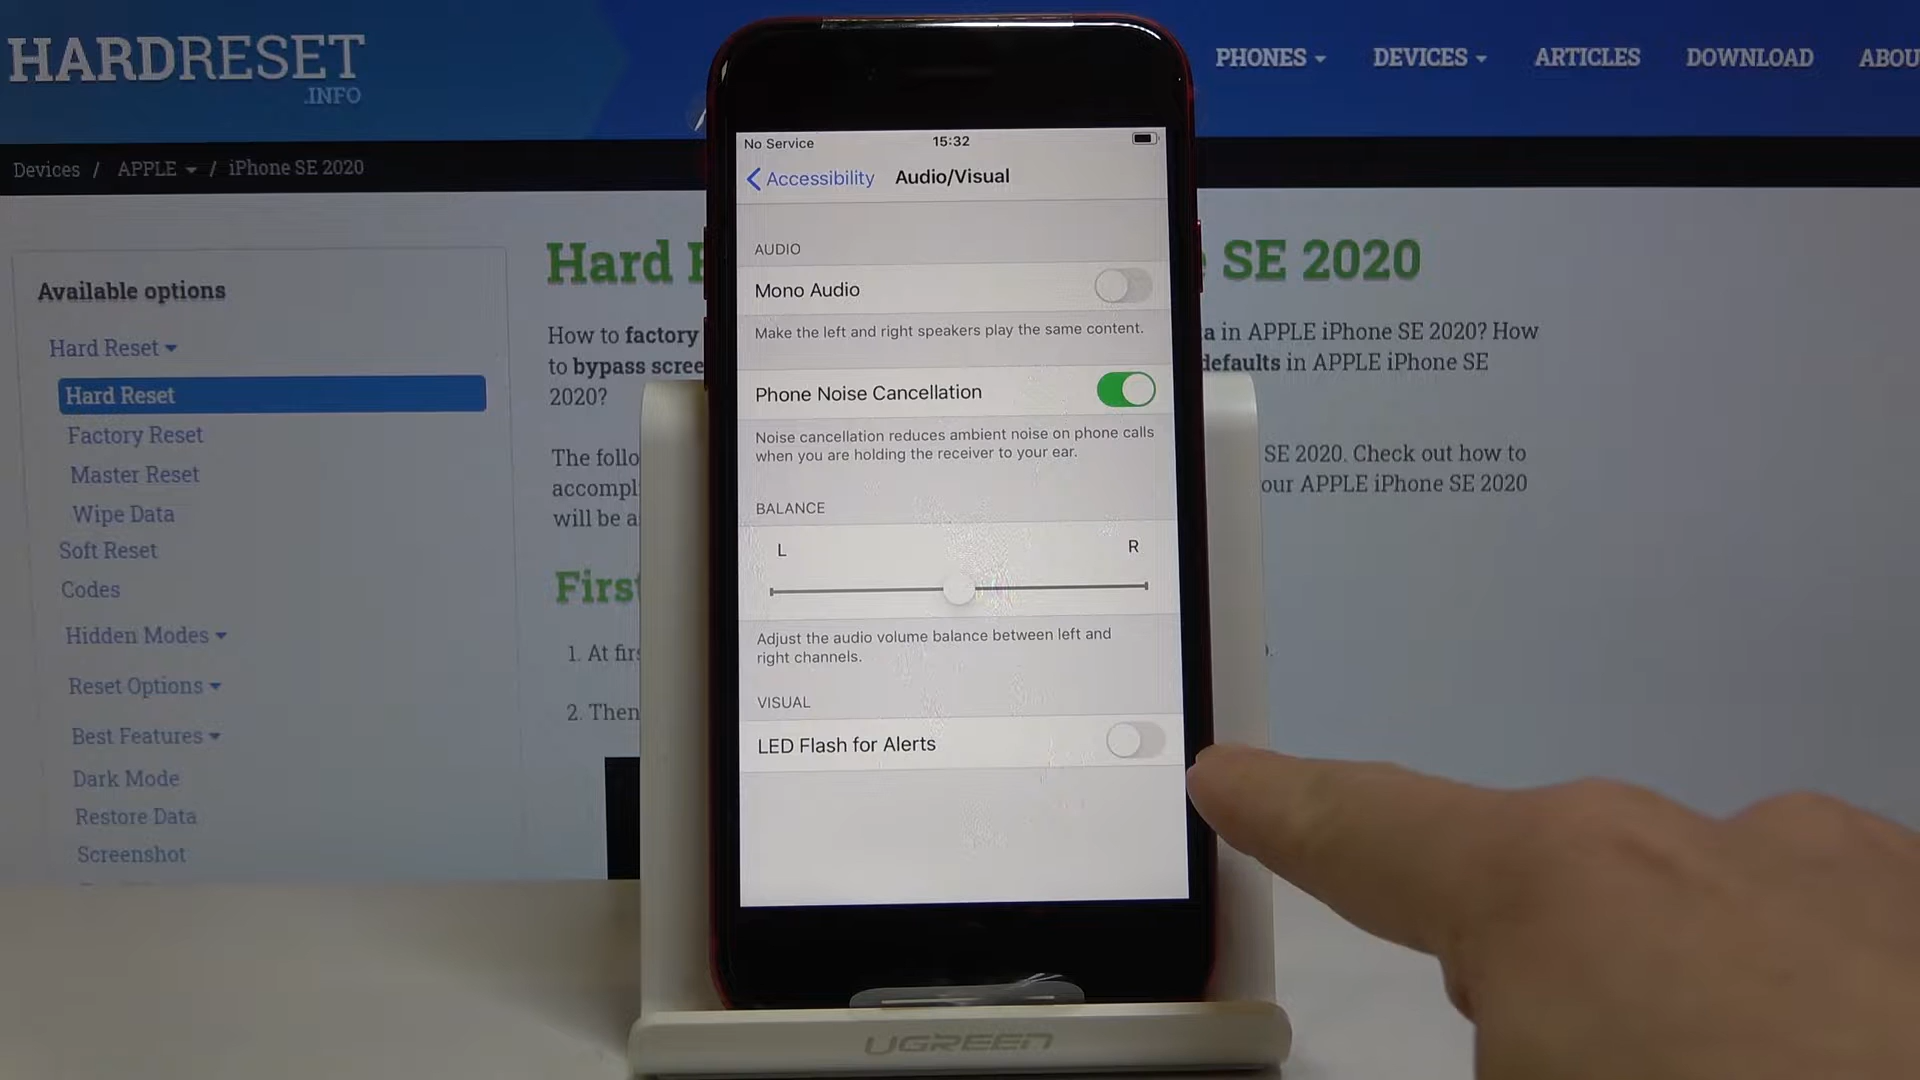 HARDRESET
.INFO
PHONES
DEVICES
ARTICLES
DOWNLOAD
ABOU
Devices / APPLE / iPhone SE 2020
Available options
Hard Reset
Hard Reset
Factory Reset
Master Reset
Wipe Data
Soft Reset
Codes
Hidden Modes
Reset Options
Best Features
Dark Mode
Restore Data
Screenshot
Hard
SE 2020
How to factory
a in APPLE iPhone SE 2020? How
to bypass scree
defaults in APPLE iPhone SE
2020?
The follo
SE 2020. Check out how to
accompl
our APPLE iPhone SE 2020
will be a
First
1. At firs
2. Then
No Service
15:32
Accessibility
Audio/Visual
AUDIO
Mono Audio
Make the left and right speakers play the same content.
Phone Noise Cancellation
Noise cancellation reduces ambient noise on phone calls
when you are holding the receiver to your ear.
BALANCE
L
R
Adjust the audio volume balance between left and
right channels.
VISUAL
LED Flash for Alerts
UGREEN